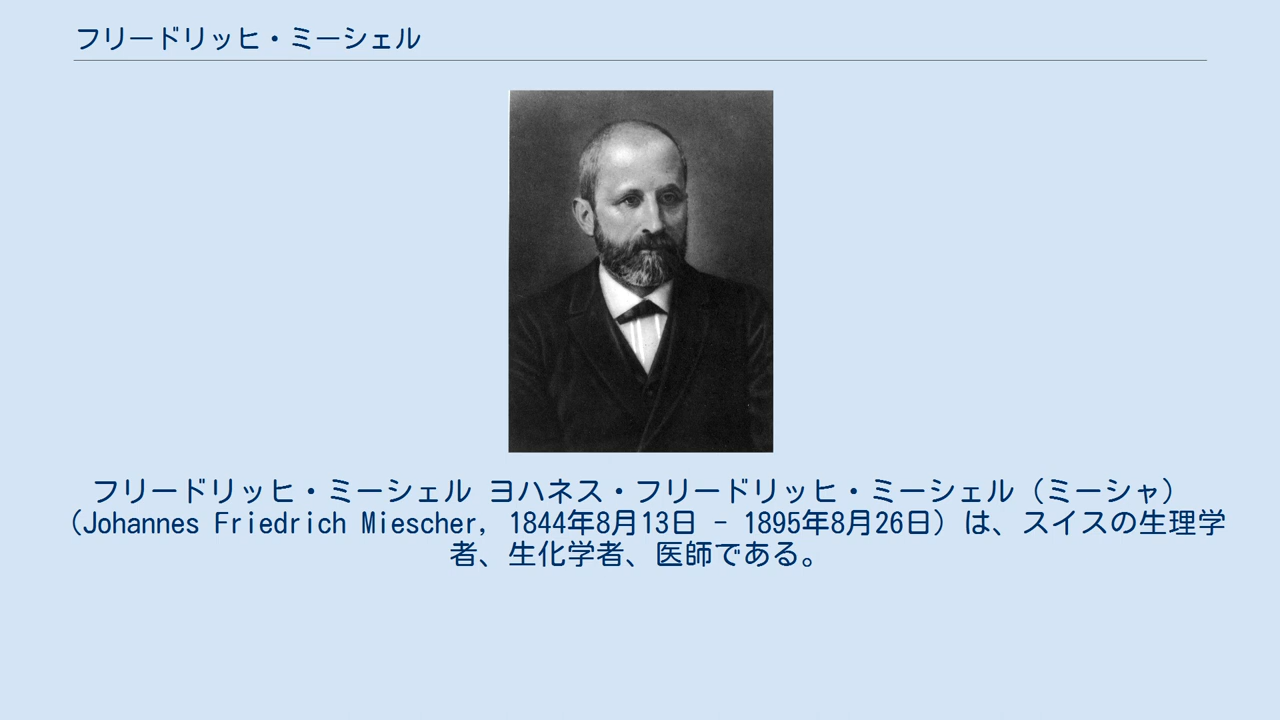 フリードリッヒ・ミーシェル
フリードリッヒ・ミーシェル ヨハネス・フリードリッヒ・ミーシェル（ミーシャ）
（Johannes Friedrich Miescher, 1844年8月13日 - 1895年8月26日）は、スイスの生理学
者、生化学者、医師である。